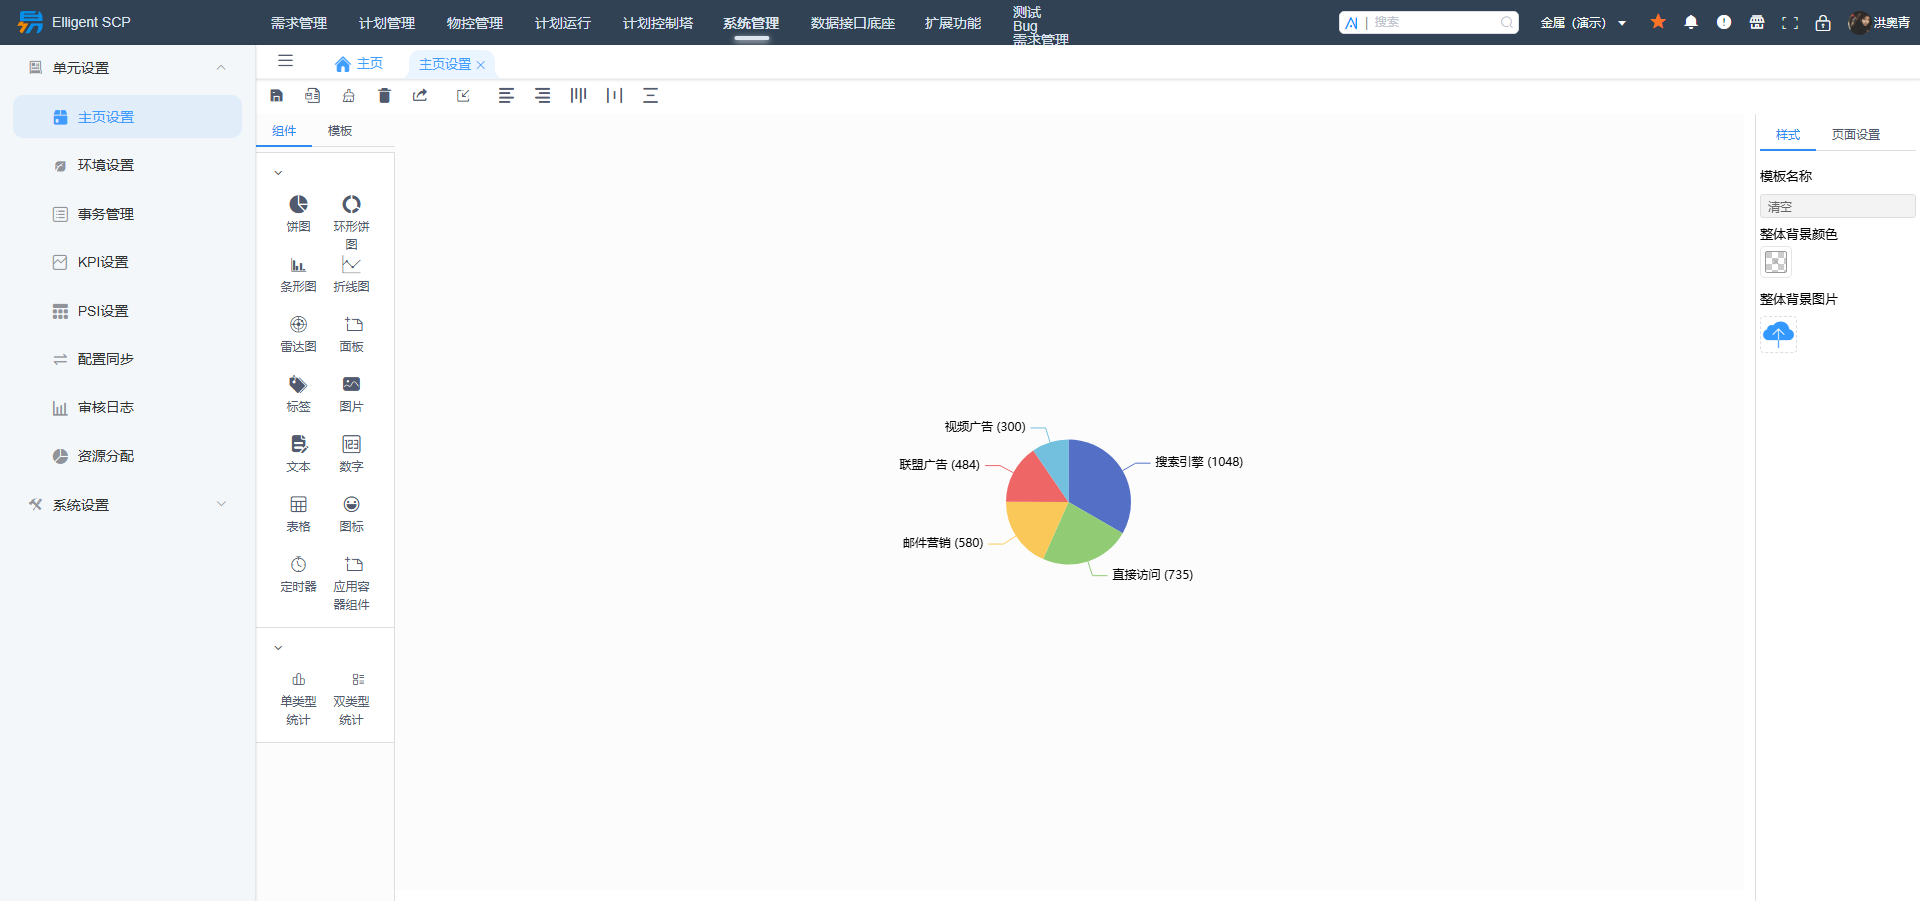 Elligent SCP
需求管理
计划管理
物控管理
计划运行
计划控制塔
系统管理
数据接口底座
扩展功能
测试
Bug
需求管理
AI | 搜索
金属（演示）
洪奥青
单元设置
主页设置
环境设置
事务管理
KPI设置
PSI设置
配置同步
审核日志
资源分配
系统设置
主页
主页设置
组件
模板
饼图
环形饼
图
条形图
折线图
雷达图
面板
标签
图片
文本
123
数字
表格
图标
定时器
应用容
器组件
单类型
统计
双类型
统计
视频广告 (300)
联盟广告 (484)
搜索引擎 (1048)
邮件营销 (580)
直接访问 (735)
样式
页面设置
模板名称
清空
整体背景颜色
整体背景图片